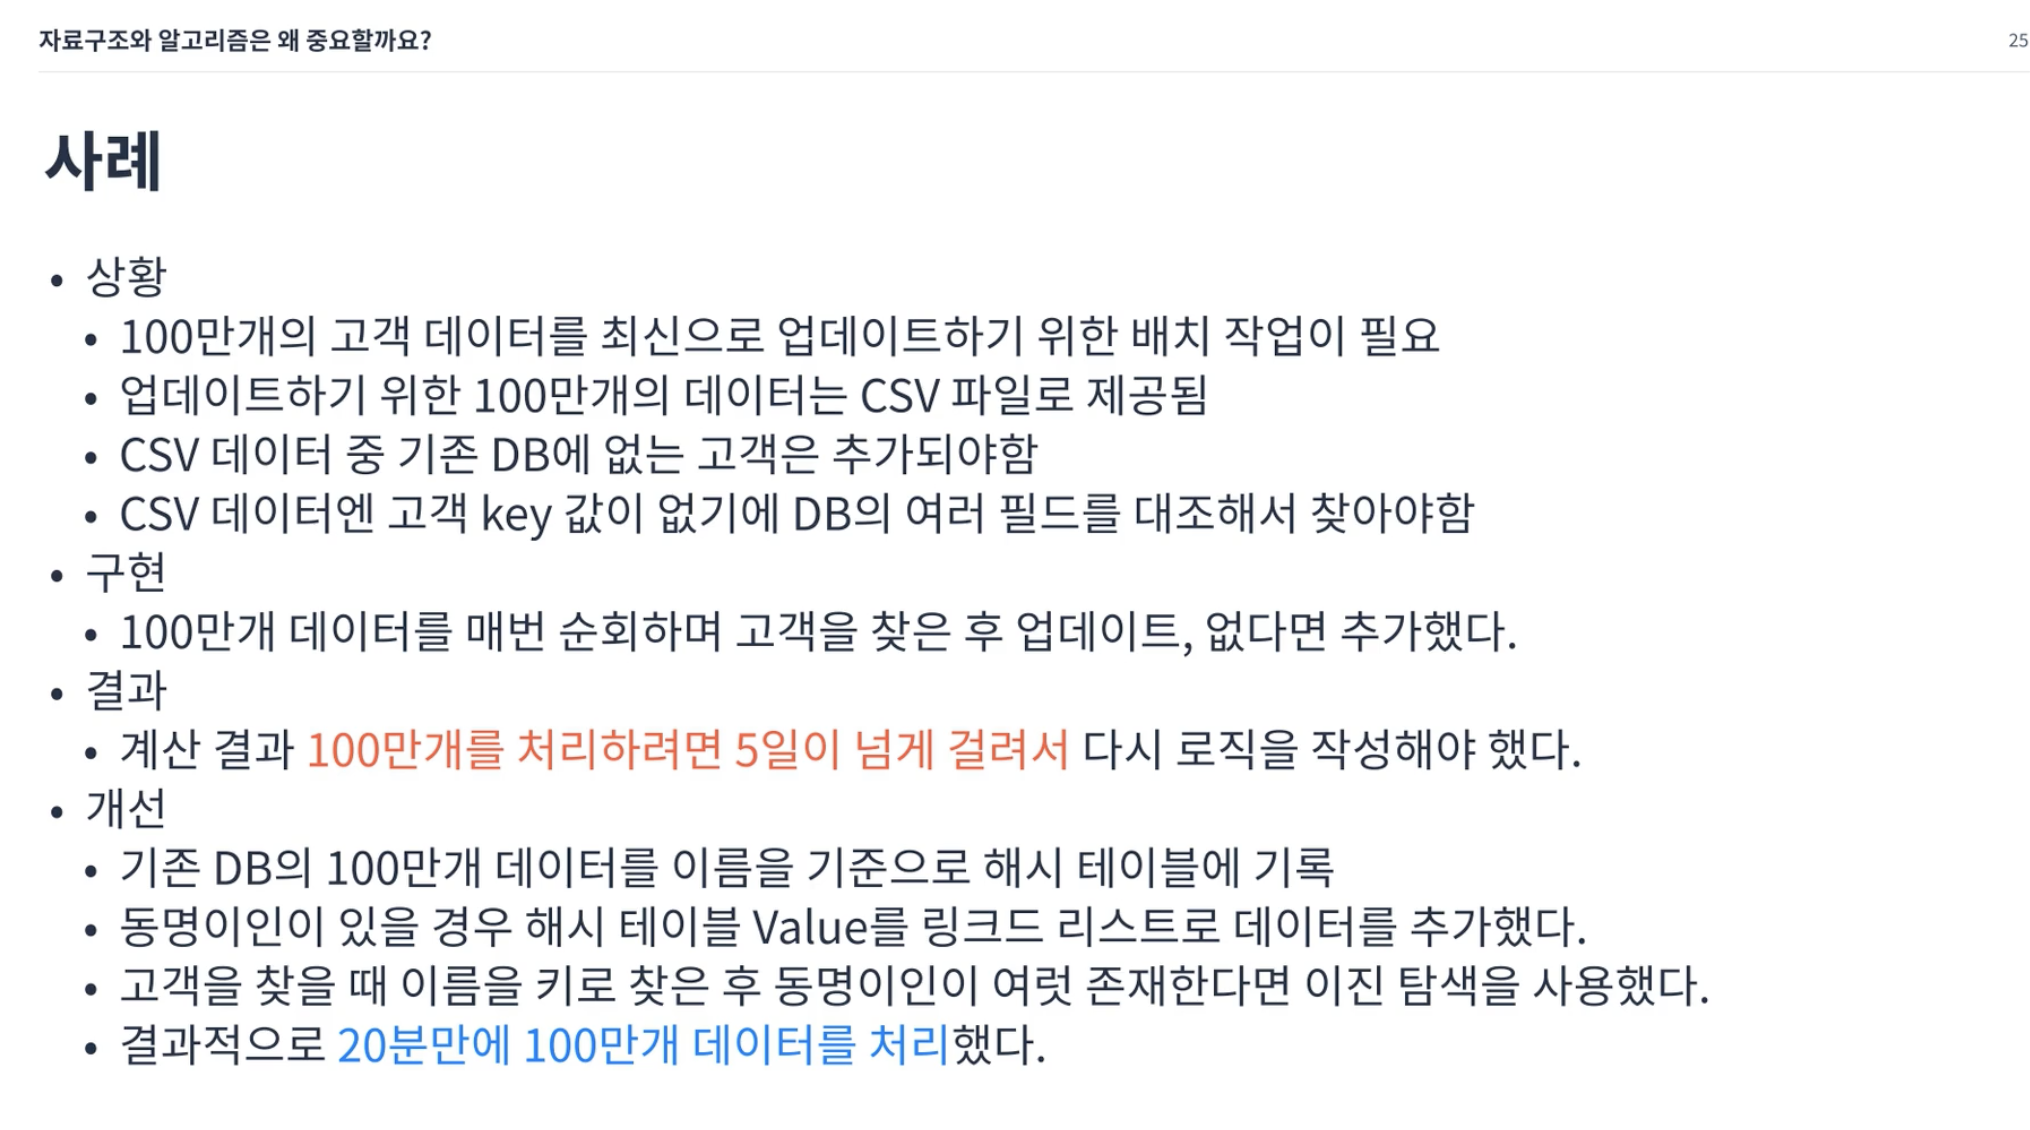 자료구조와 알고리즘은 왜 중요할까요?
25
사례
• 상황
• 100만개의 고객 데이터를 최신으로 업데이트하기 위한 배치 작업이 필요
• 업데이트하기 위한 100만개의 데이터는 CSV 파일로 제공됨
• CSV 데이터 중 기존 DB에 없는 고객은 추가되야함
• CSV 데이터엔 고객 key 값이 없기에 DB의 여러 필드를 대조해서 찾아야함
• 구현
• 100만개 데이터를 매번 순회하며 고객을 찾은 후 업데이트, 없다면 추가했다.
• 결과
• 계산 결과 100만개를 처리하려면 5일이 넘게 걸려서 다시 로직을 작성해야 했다.
• 개선
• 기존 DB의 100만개 데이터를 이름을 기준으로 해시 테이블에 기록
• 동명이인이 있을 경우 해시 테이블 Value를 링크드 리스트로 데이터를 추가했다.
• 고객을 찾을 때 이름을 키로 찾은 후 동명이인이 여럿 존재한다면 이진 탐색을 사용했다.
• 결과적으로 20분만에 100만개 데이터를 처리했다.